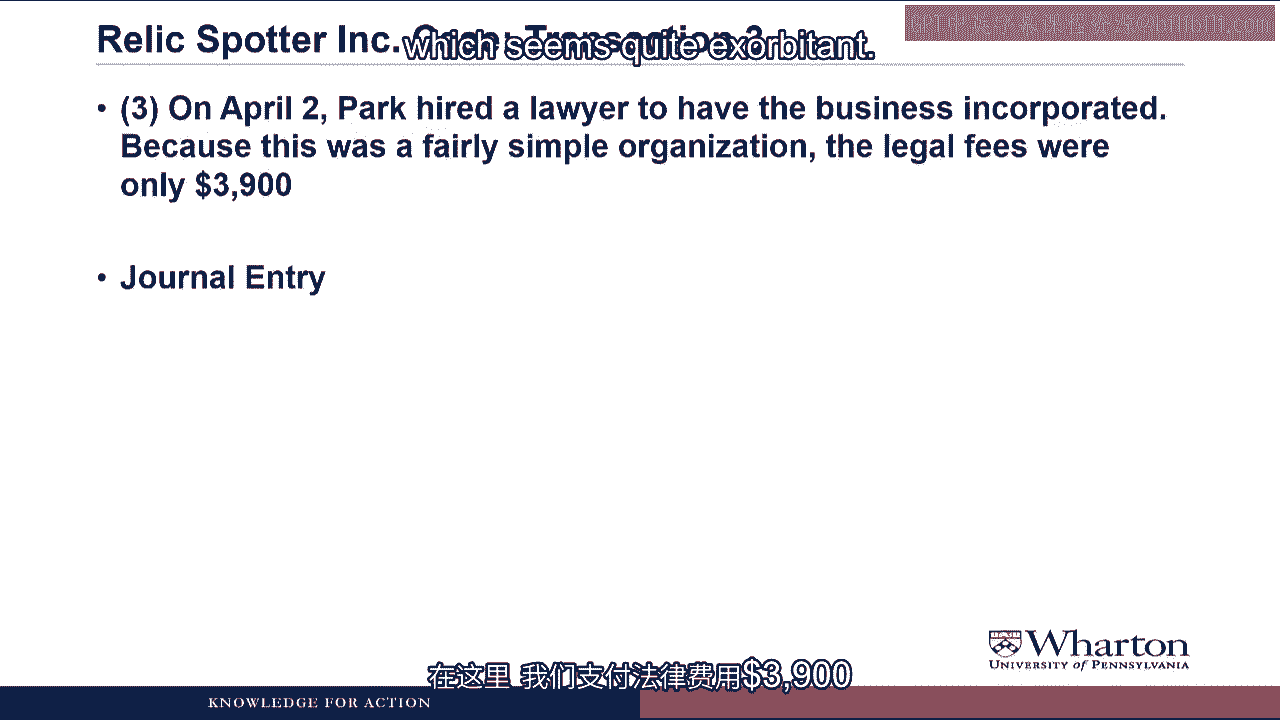 Relic Spotter Inc. Case: Transaction 3
which seems quite exorbitant.
• (3) On April 2, Park hired a lawyer to have the business incorporated.
Because this was a fairly simple organization, the legal fees were
only $3,900
• Journal Entry
Wharton
UNIVERSITY of PENNSYLVANIA
在这里 我们支付法律费用$3,900
KNOWLEDGE FOR ACTION